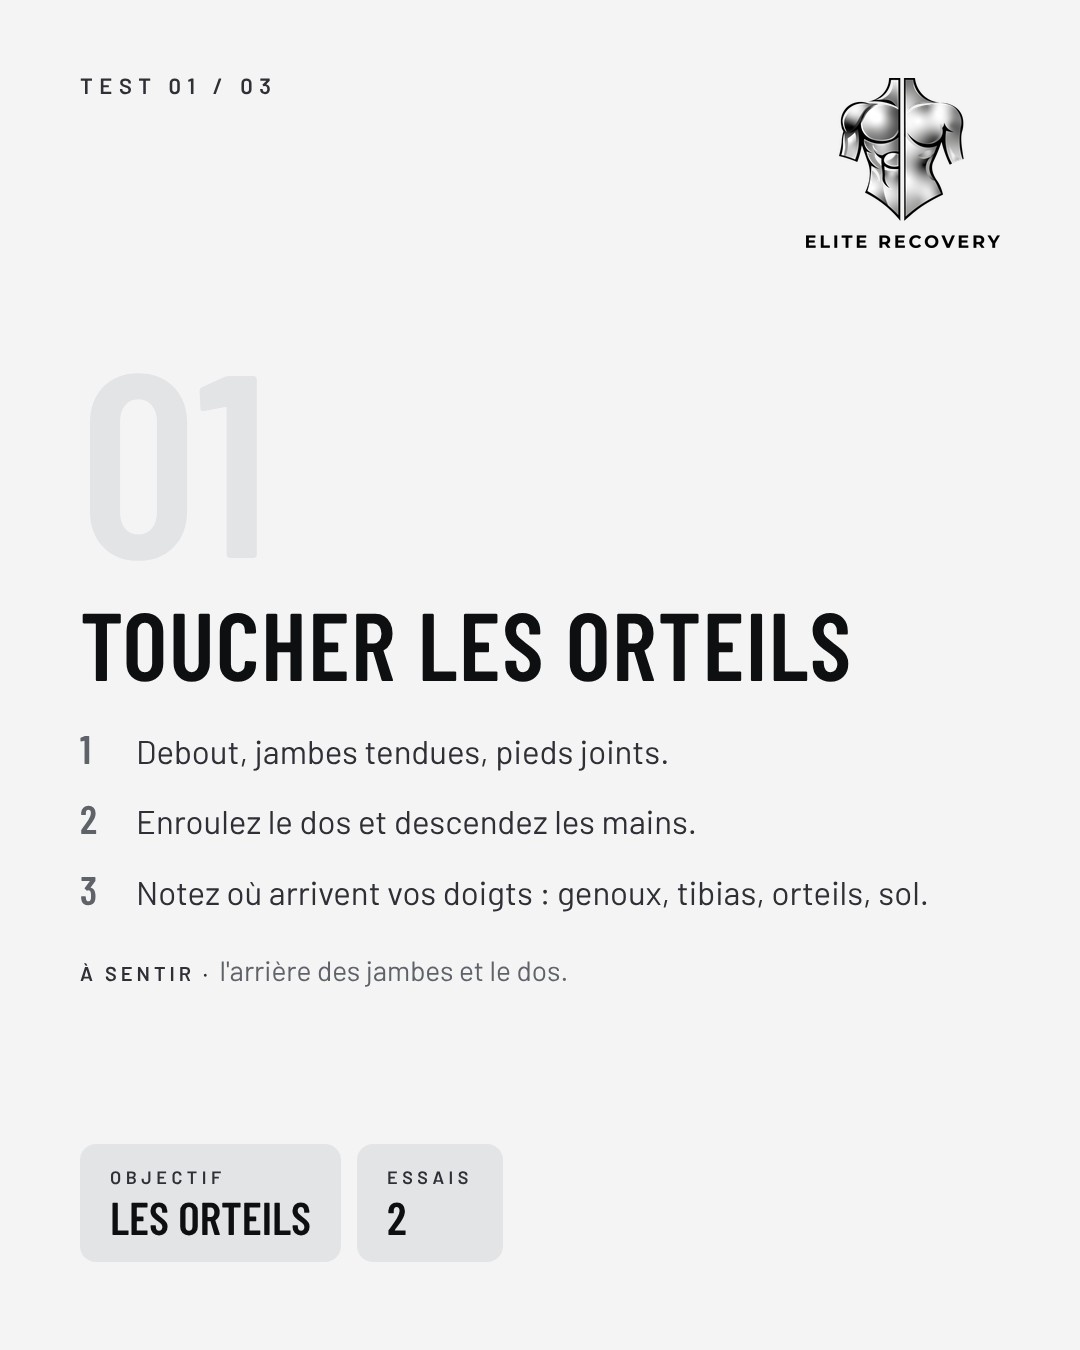 TEST 01 / 03
ELITE RECOVERY
01
TOUCHER LES ORTEILS
1 Debout, jambes tendues, pieds joints.
2 Enroulez le dos et descendez les mains.
3 Notez où arrivent vos doigts : genoux, tibias, orteils, sol.
À SENTIR · l'arrière des jambes et le dos.
OBJECTIF
LES ORTEILS
ESSAIS
2